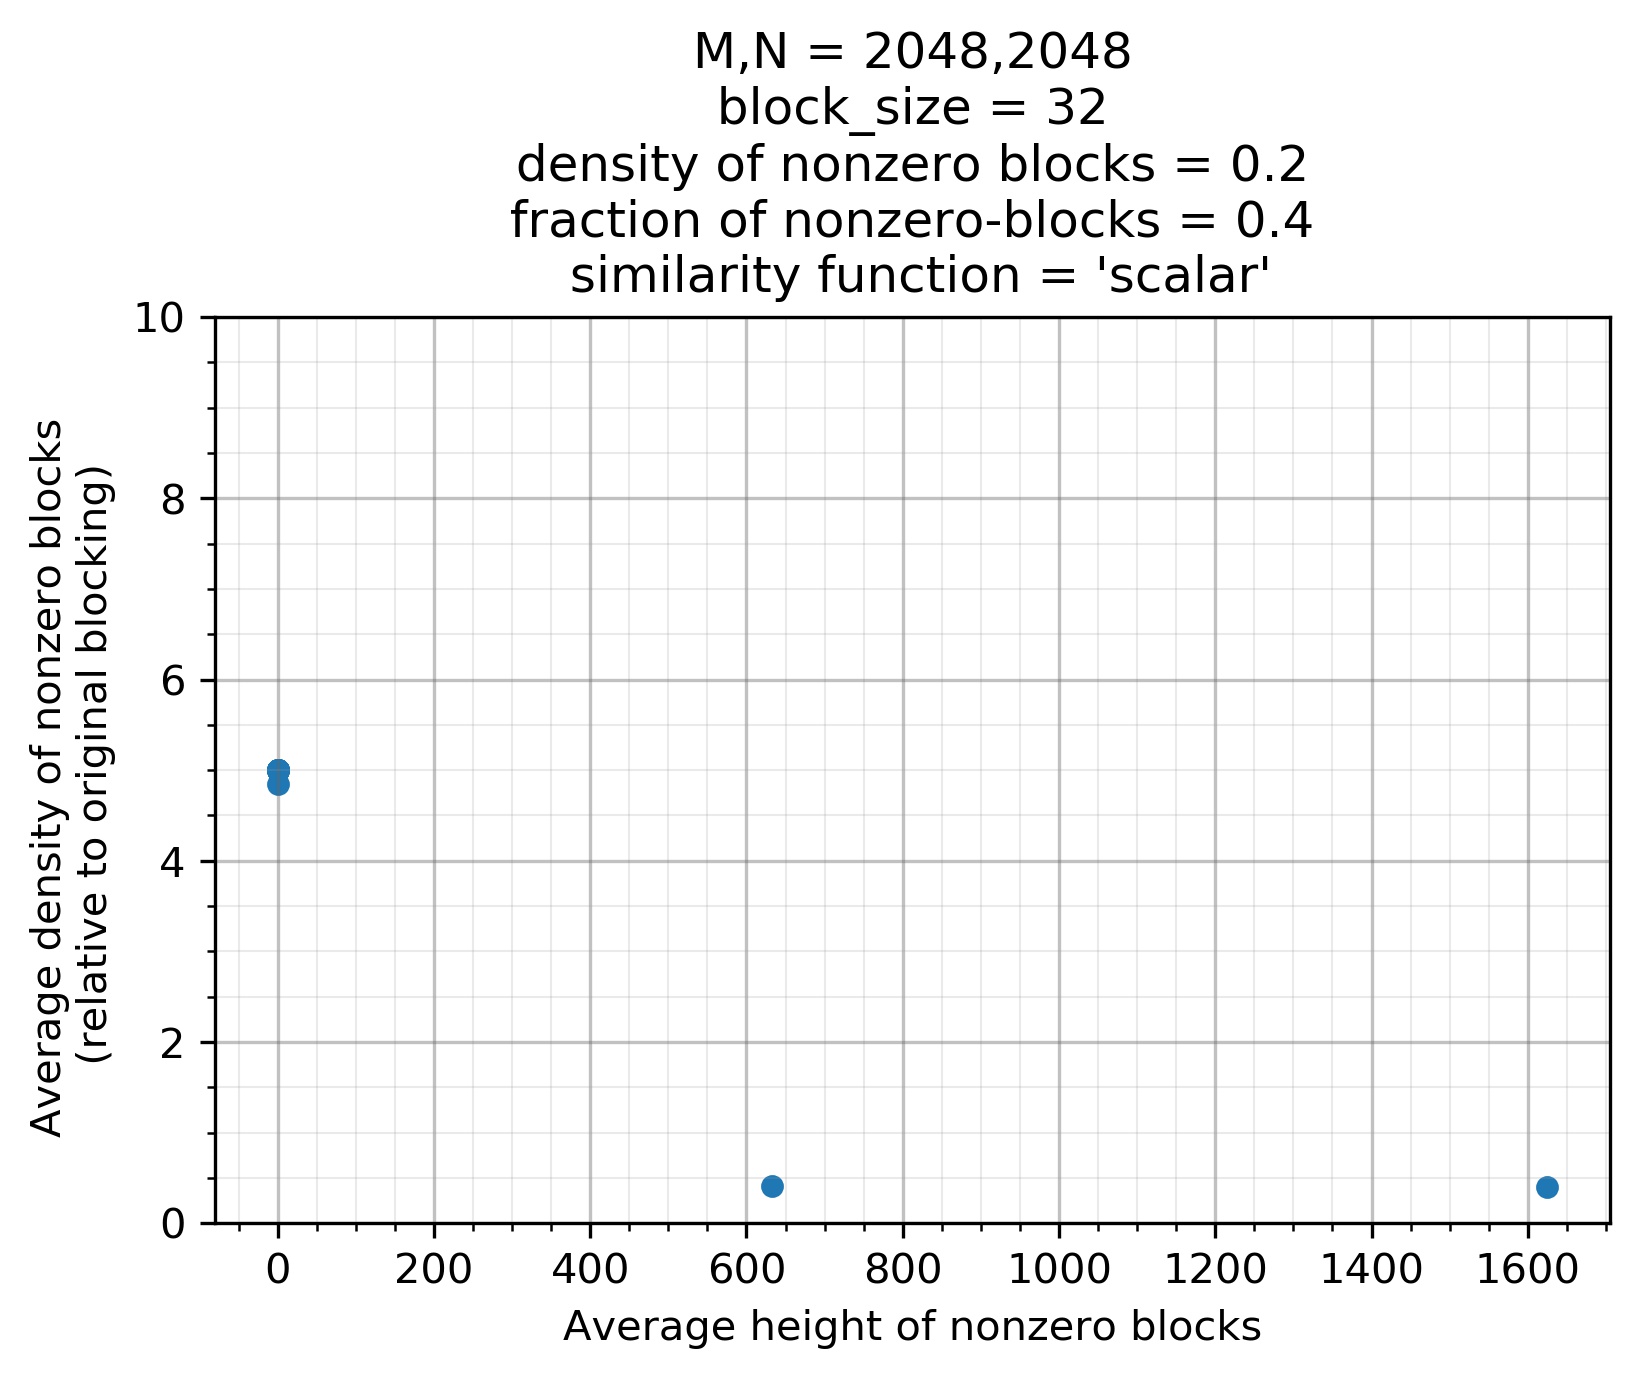 M,N = 2048,2048
block_size = 32
density of nonzero blocks = 0.2
fraction of nonzero-blocks = 0.4
similarity function = 'scalar'
10
8
6
4
2
0
Average density of nonzero blocks
(relative to original blocking)
0 200 400 600 800 1000 1200 1400 1600
Average height of nonzero blocks